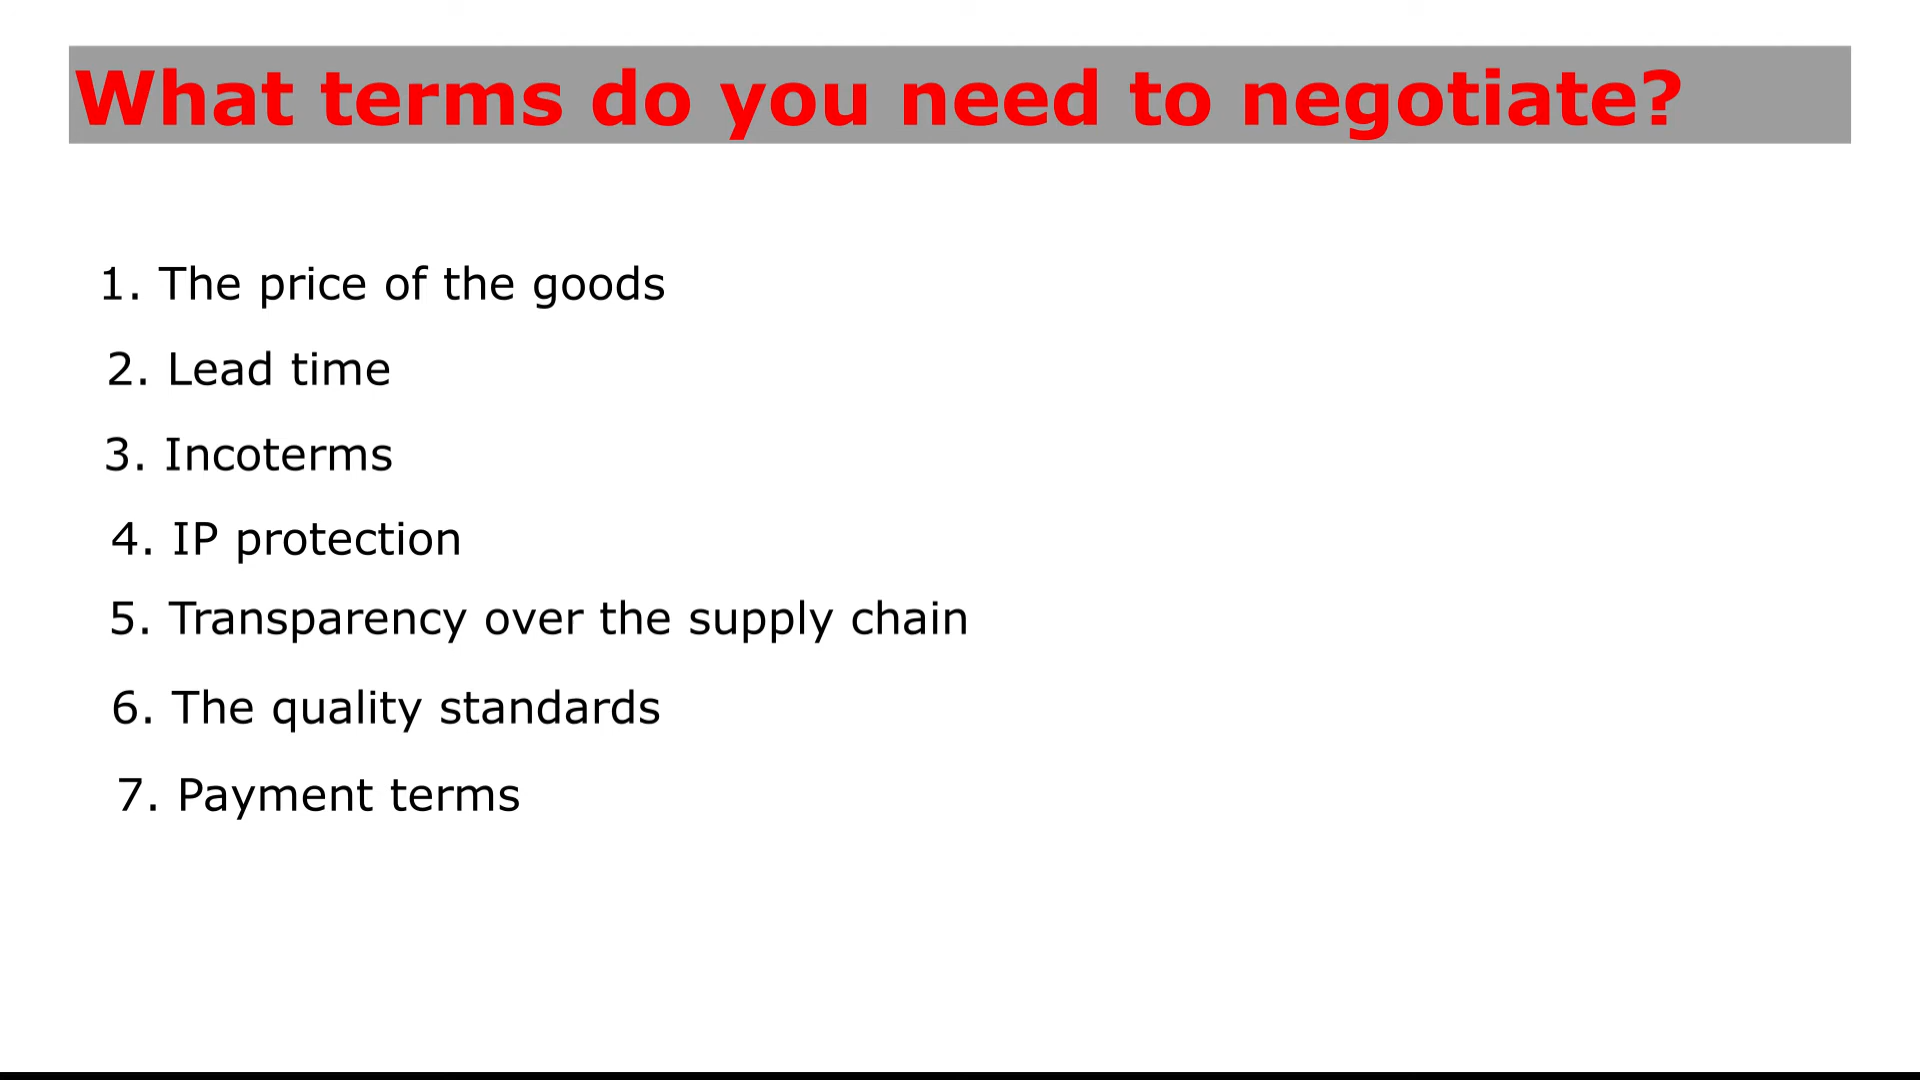 What terms do you need to negotiate?
1. The price of the goods
2. Lead time
3. Incoterms
4. IP protection
5. Transparency over the supply chain
6. The quality standards
7. Payment terms